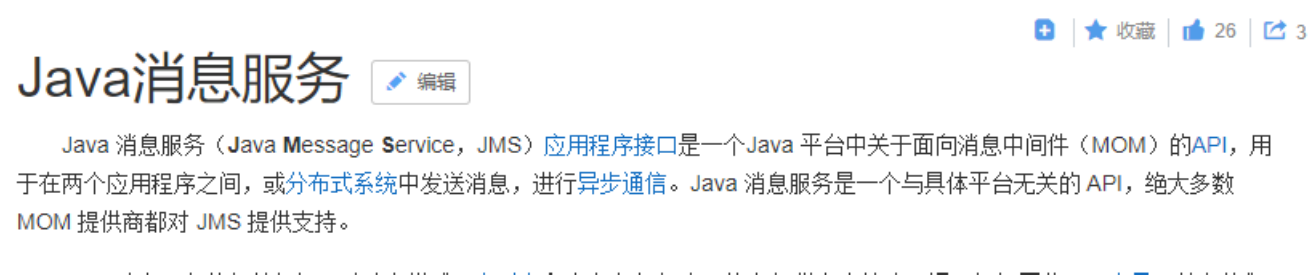 收藏 26 3
Java消息服务 编辑
Java 消息服务（Java Message Service，JMS）应用程序接口是一个Java 平台中关于面向消息中间件（MOM）的API，用
于在两个应用程序之间，或分布式系统中发送消息，进行异步通信。Java 消息服务是一个与具体平台无关的 API，绝大多数
MOM 提供商都对 JMS 提供支持。